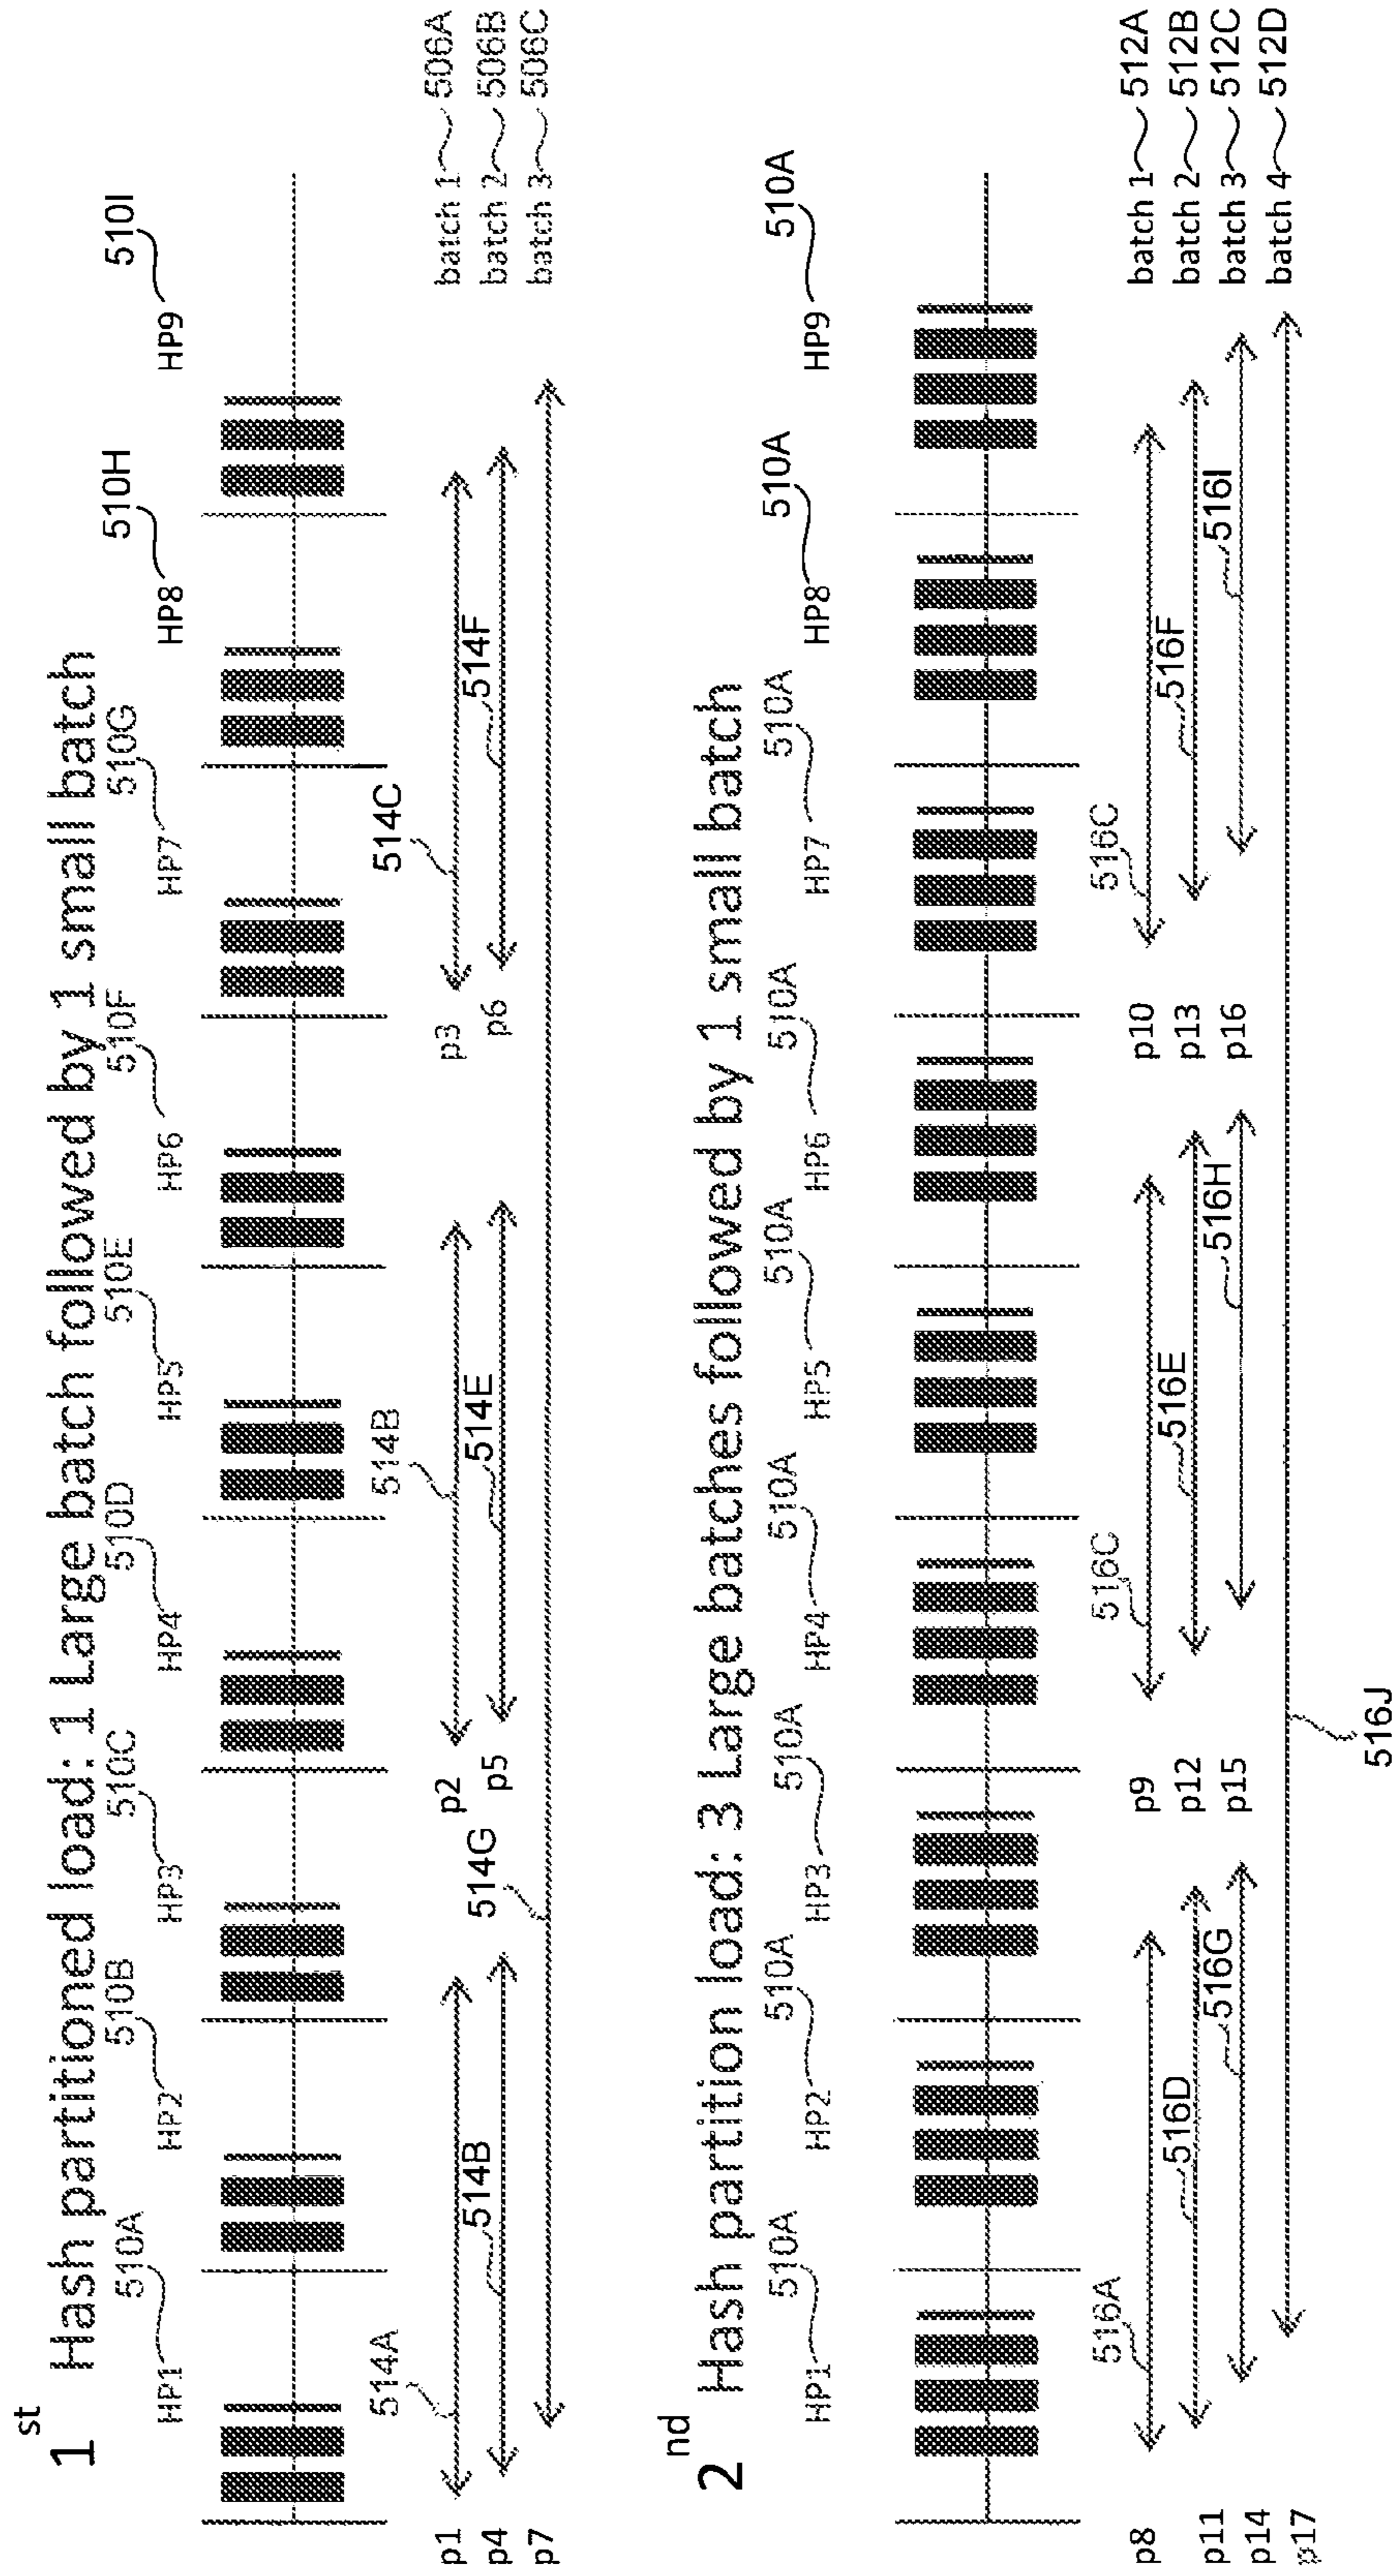 1st Hash partitioned load: 1 Large batch followed by 1 small batch
510A 510B 510C 510D 510E 510F 510G 510H 510I
HP1 HP2 HP3 HP4 HP5 HP6 HP7 HP8 HP9
514A 514B 514C
p1 p2 p3 batch 1 506A
514B 514E 514F
p4 p5 p6 batch 2 506B
514G
p7 batch 3 506C
2nd Hash partition load: 3 Large batches followed by 1 small batch
510A 510A 510A 510A 510A 510A 510A 510A 510A
HP1 HP2 HP3 HP4 HP5 HP6 HP7 HP8 HP9
516A 516C 516C
p8 p9 p10 batch 1 512A
516D 516E 516F
p11 p12 p13 batch 2 512B
516G 516H 516I
p14 p15 p16 batch 3 512C
p17 batch 4 512D
516J